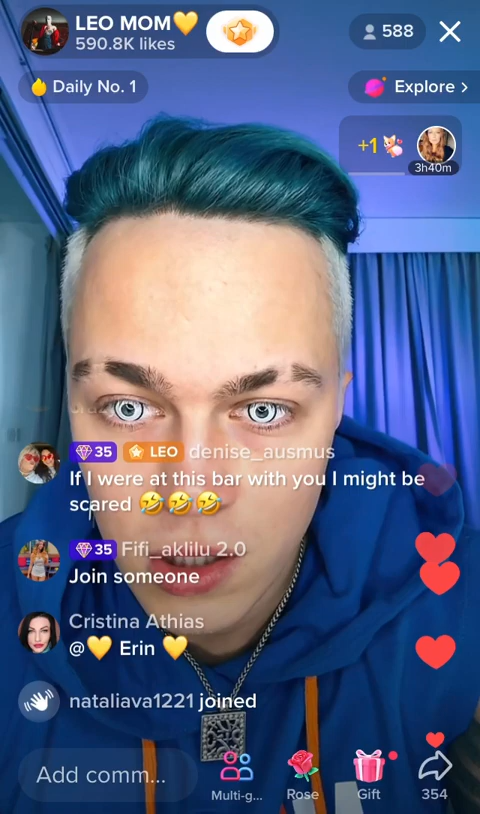 LEO MOM💛
590.8K likes
588
Daily No. 1
Explore >
+1
3h40m
35 LEO denise_ausmus
If I were at this bar with you I might be
scared 🤣🤣🤣
35 Fifi_aklilu 2.0
Join someone
Cristina Athias
@💛 Erin 💛
nataliava1221 joined
Add comm...
Multi-g...
Rose
Gift
354